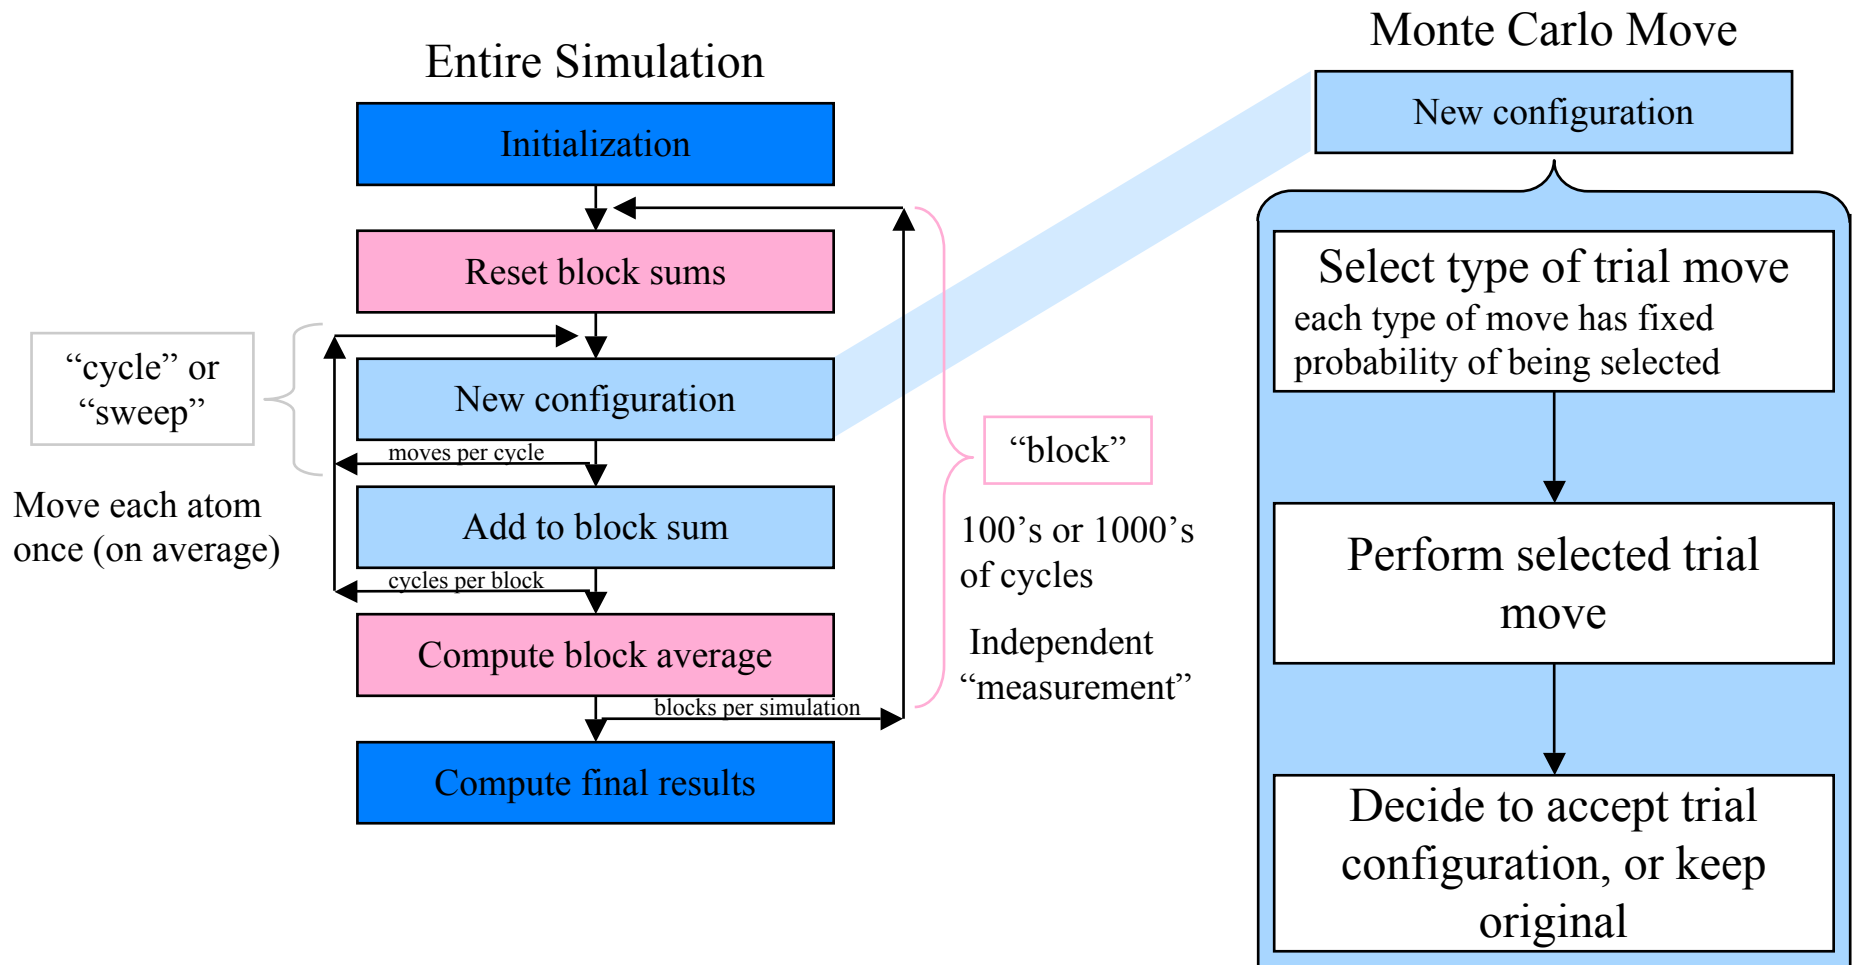 Entire Simulation
Initialization
Reset block sums
New configuration
moves per cycle
Add to block sum
cycles per block
Compute block average
blocks per simulation
Compute final results
“cycle” or
“sweep”
Move each atom
once (on average)
“block”
100’s or 1000’s
of cycles
Independent
“measurement”
Monte Carlo Move
New configuration
Select type of trial move
each type of move has fixed
probability of being selected
Perform selected trial
move
Decide to accept trial
configuration, or keep
original